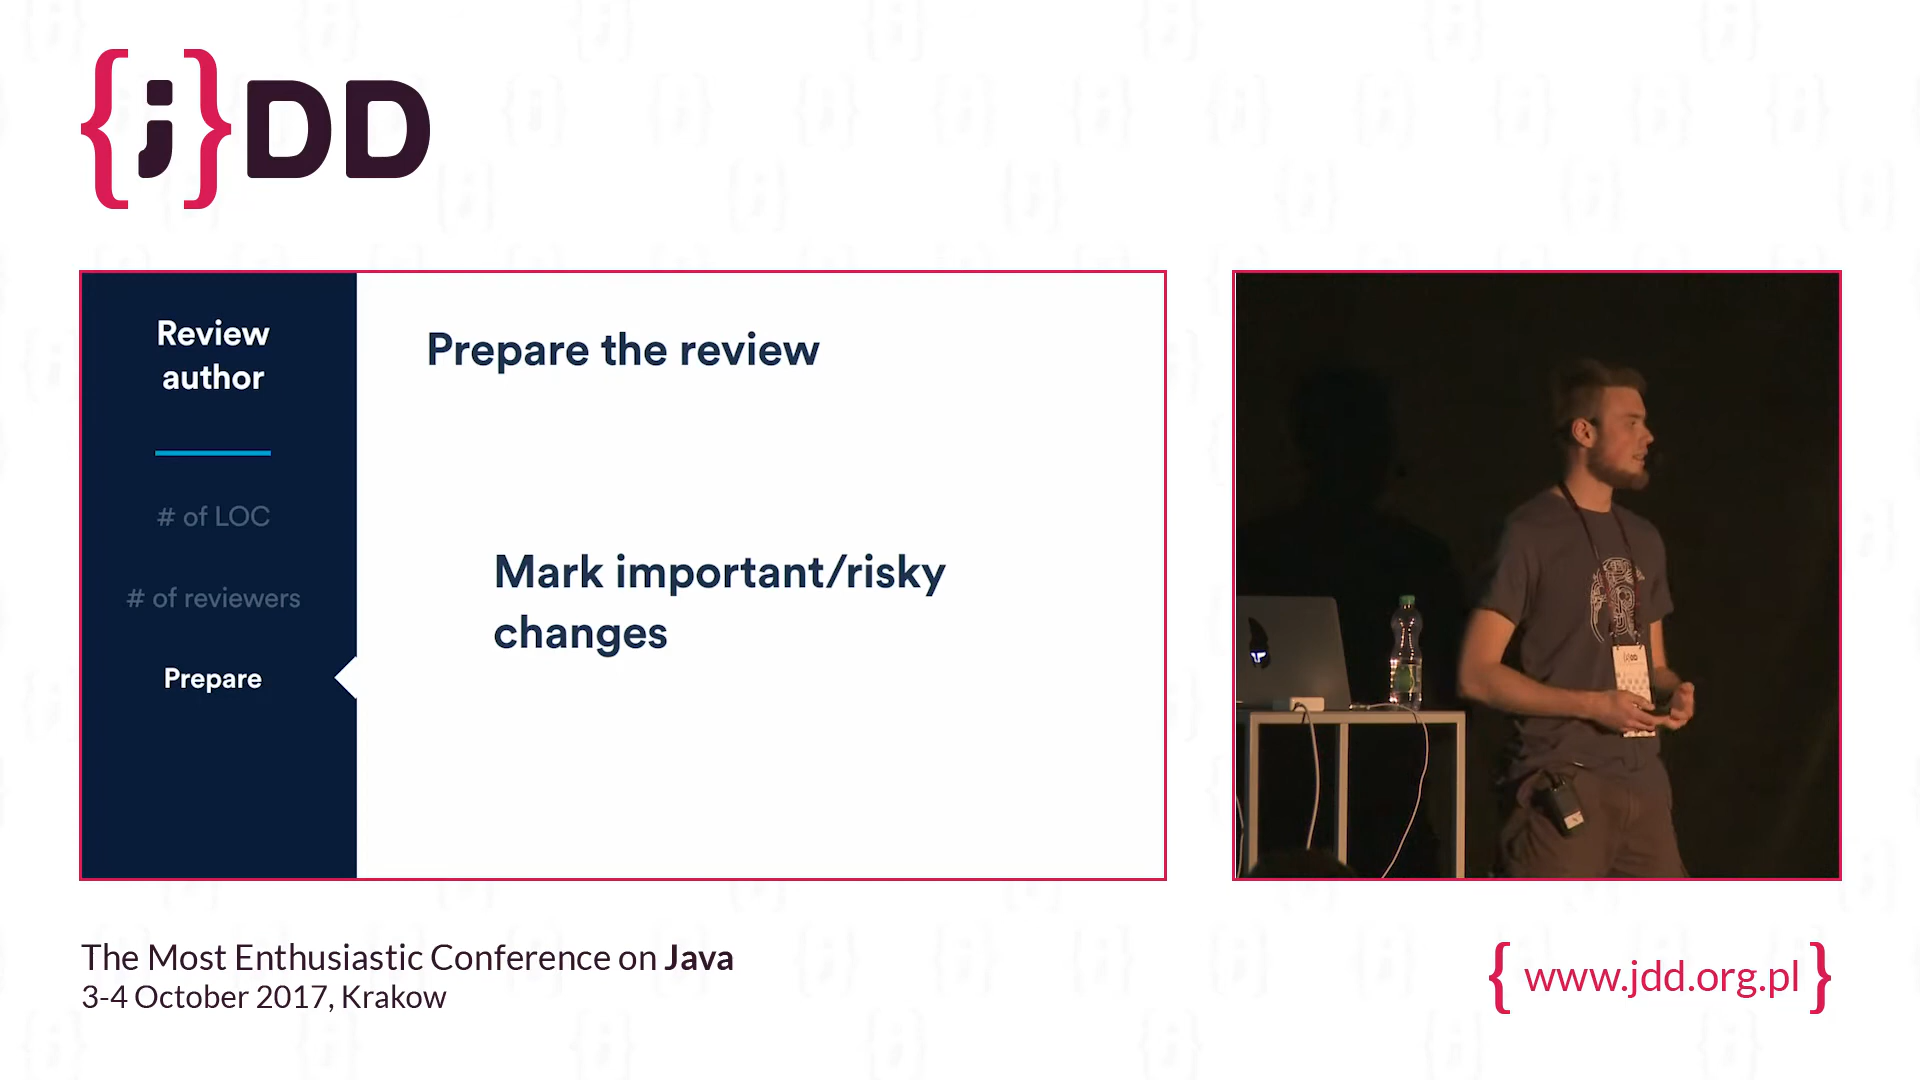 {;}DD
Review
author
# of LOC
# of reviewers
Prepare
Prepare the review
Mark important/risky
changes
The Most Enthusiastic Conference on Java
3-4 October 2017, Krakow
{ www.jdd.org.pl }